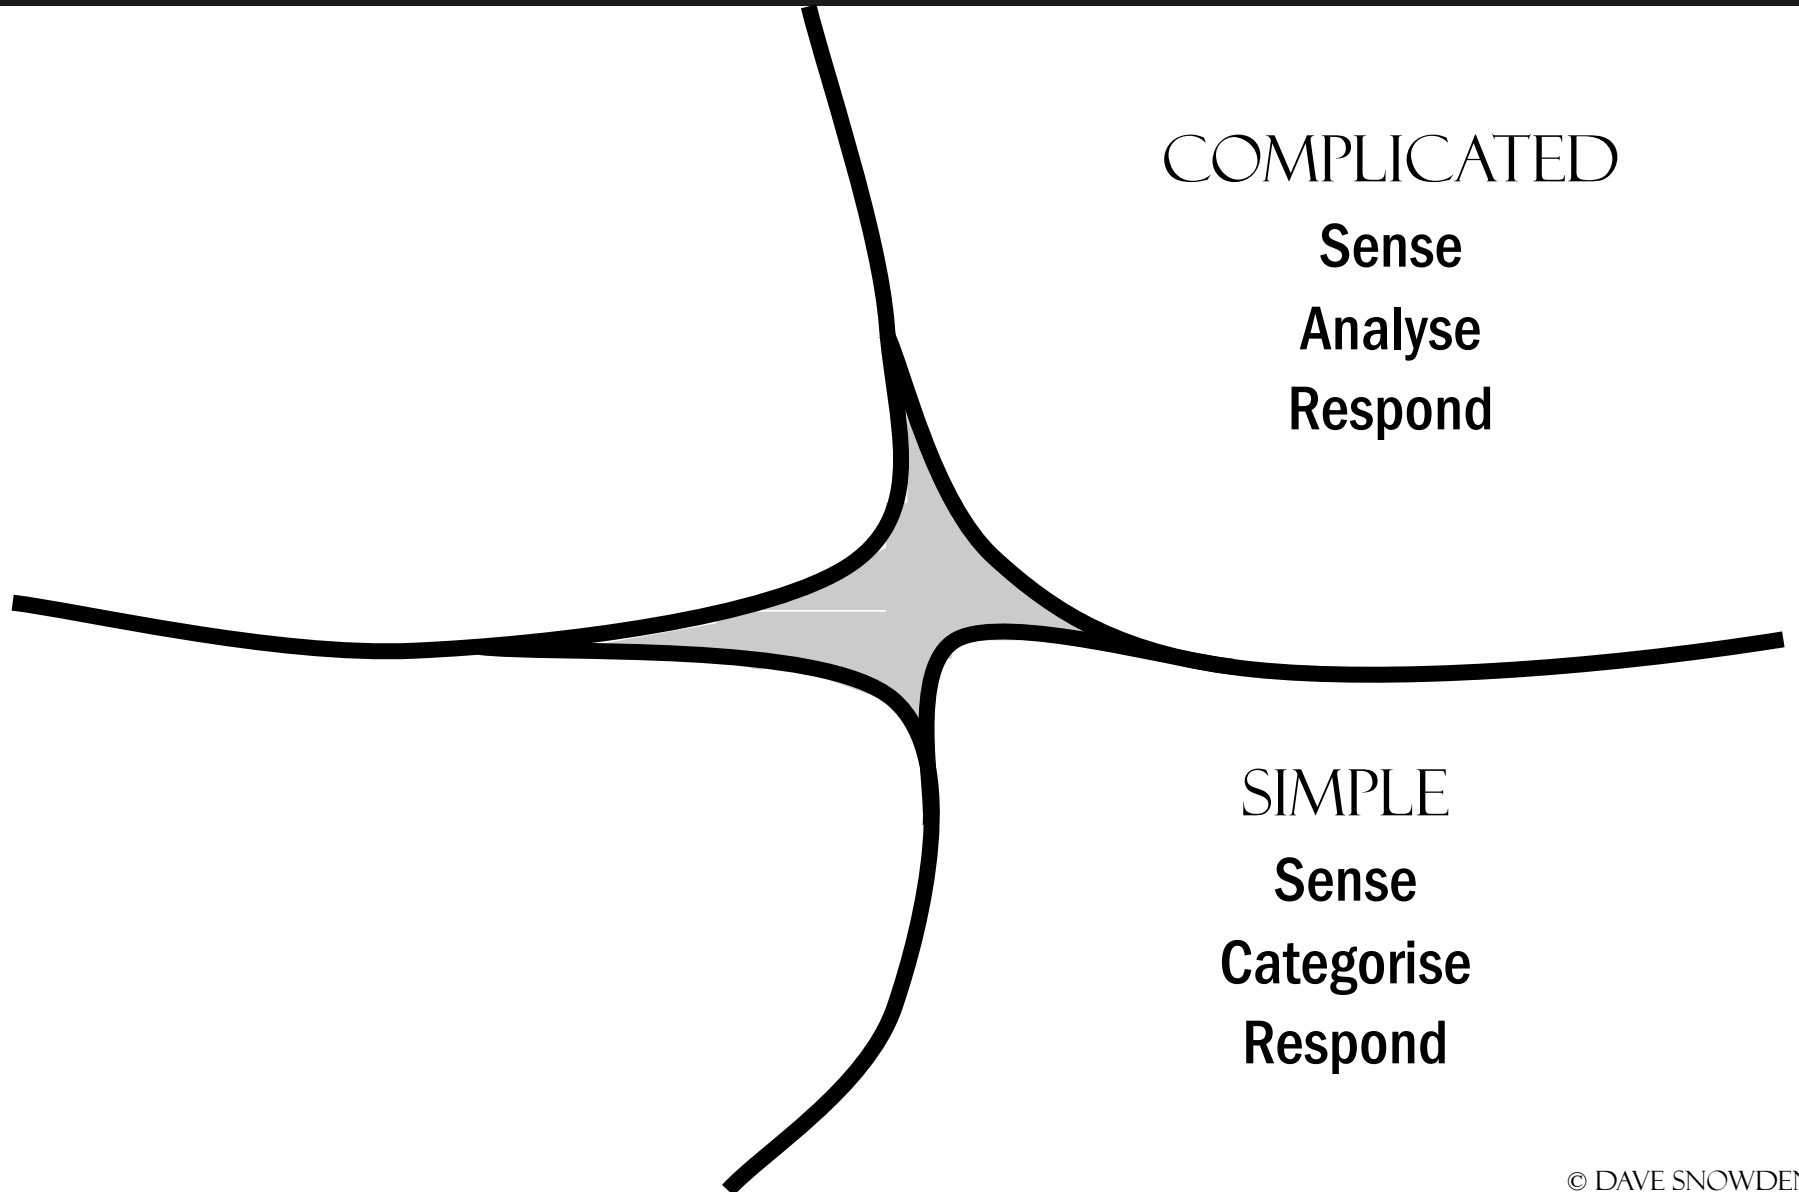 COMPLICATED
Sense
Analyse
Respond
SIMPLE
Sense
Categorise
Respond
© DAVE SNOWDEN